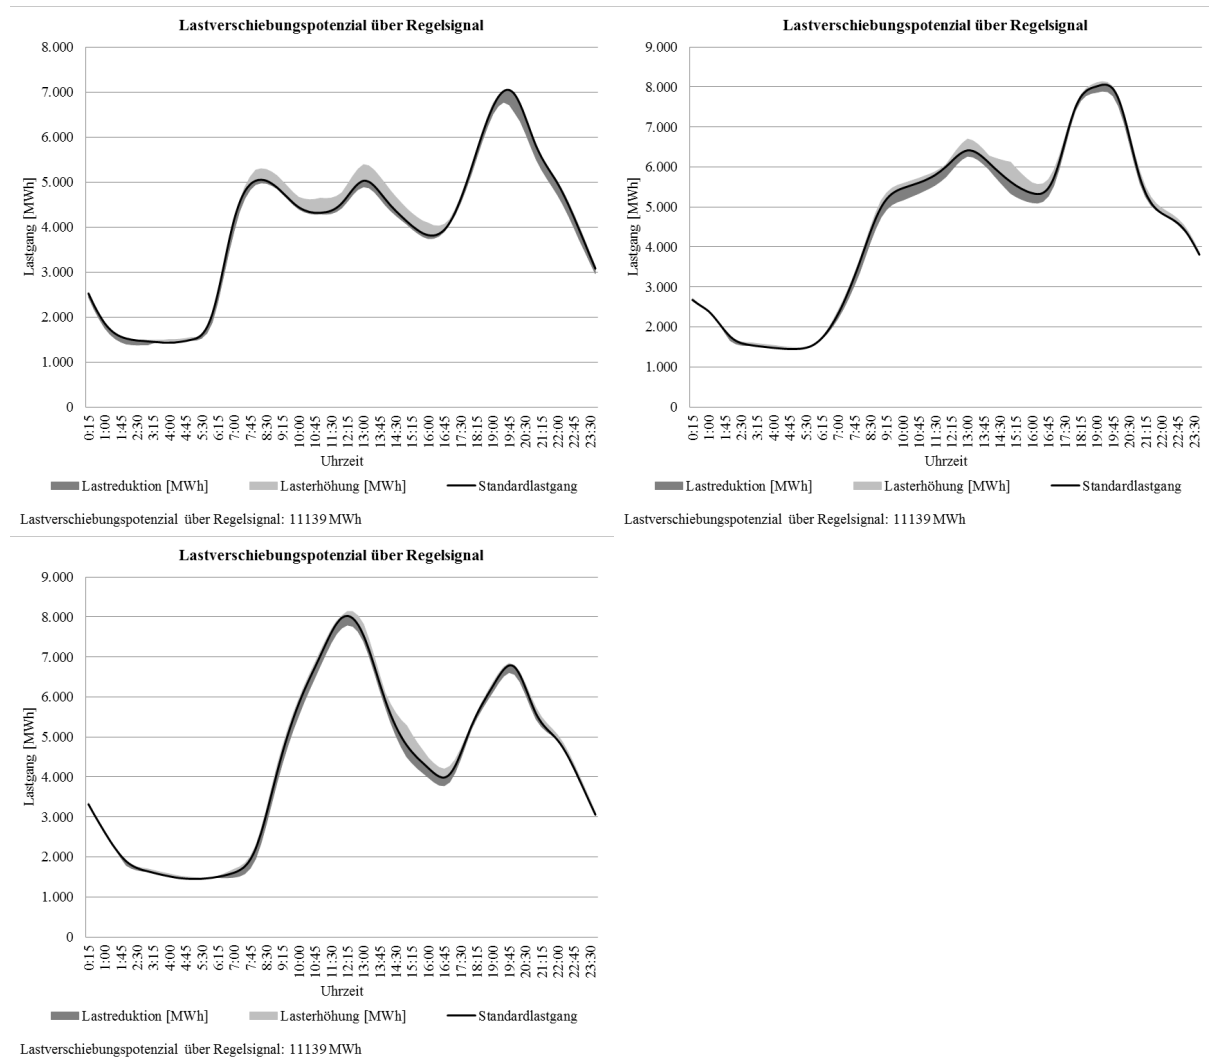 Lastverschiebungspotenzial über Regelsignal
8.000
7.000
6.000
5.000
4.000
3.000
2.000
1.000
0
Lastgang [MWh]
0:15 1:00 1:45 2:30 3:15 4:00 4:45 5:30 6:15 7:00 7:45 8:30 9:15 10:00 10:45 11:30 12:15 13:00 13:45 14:30 15:15 16:00 16:45 17:30 18:15 19:00 19:45 20:30 21:15 22:00 22:45 23:30
Uhrzeit
Lastreduktion [MWh] Lasterhöhung [MWh] Standardlastgang
Lastverschiebungspotenzial über Regelsignal: 11139 MWh
Lastverschiebungspotenzial über Regelsignal
9.000
8.000
7.000
6.000
5.000
4.000
3.000
2.000
1.000
0
Lastgang [MWh]
0:15 1:00 1:45 2:30 3:15 4:00 4:45 5:30 6:15 7:00 7:45 8:30 9:15 10:00 10:45 11:30 12:15 13:00 13:45 14:30 15:15 16:00 16:45 17:30 18:15 19:00 19:45 20:30 21:15 22:00 22:45 23:30
Uhrzeit
Lastreduktion [MWh] Lasterhöhung [MWh] Standardlastgang
Lastverschiebungspotenzial über Regelsignal: 11139 MWh
Lastverschiebungspotenzial über Regelsignal
9.000
8.000
7.000
6.000
5.000
4.000
3.000
2.000
1.000
0
Lastgang [MWh]
0:15 1:00 1:45 2:30 3:15 4:00 4:45 5:30 6:15 7:00 7:45 8:30 9:15 10:00 10:45 11:30 12:15 13:00 13:45 14:30 15:15 16:00 16:45 17:30 18:15 19:00 19:45 20:30 21:15 22:00 22:45 23:30
Uhrzeit
Lastreduktion [MWh] Lasterhöhung [MWh] Standardlastgang
Lastverschiebungspotenzial über Regelsignal: 11139 MWh